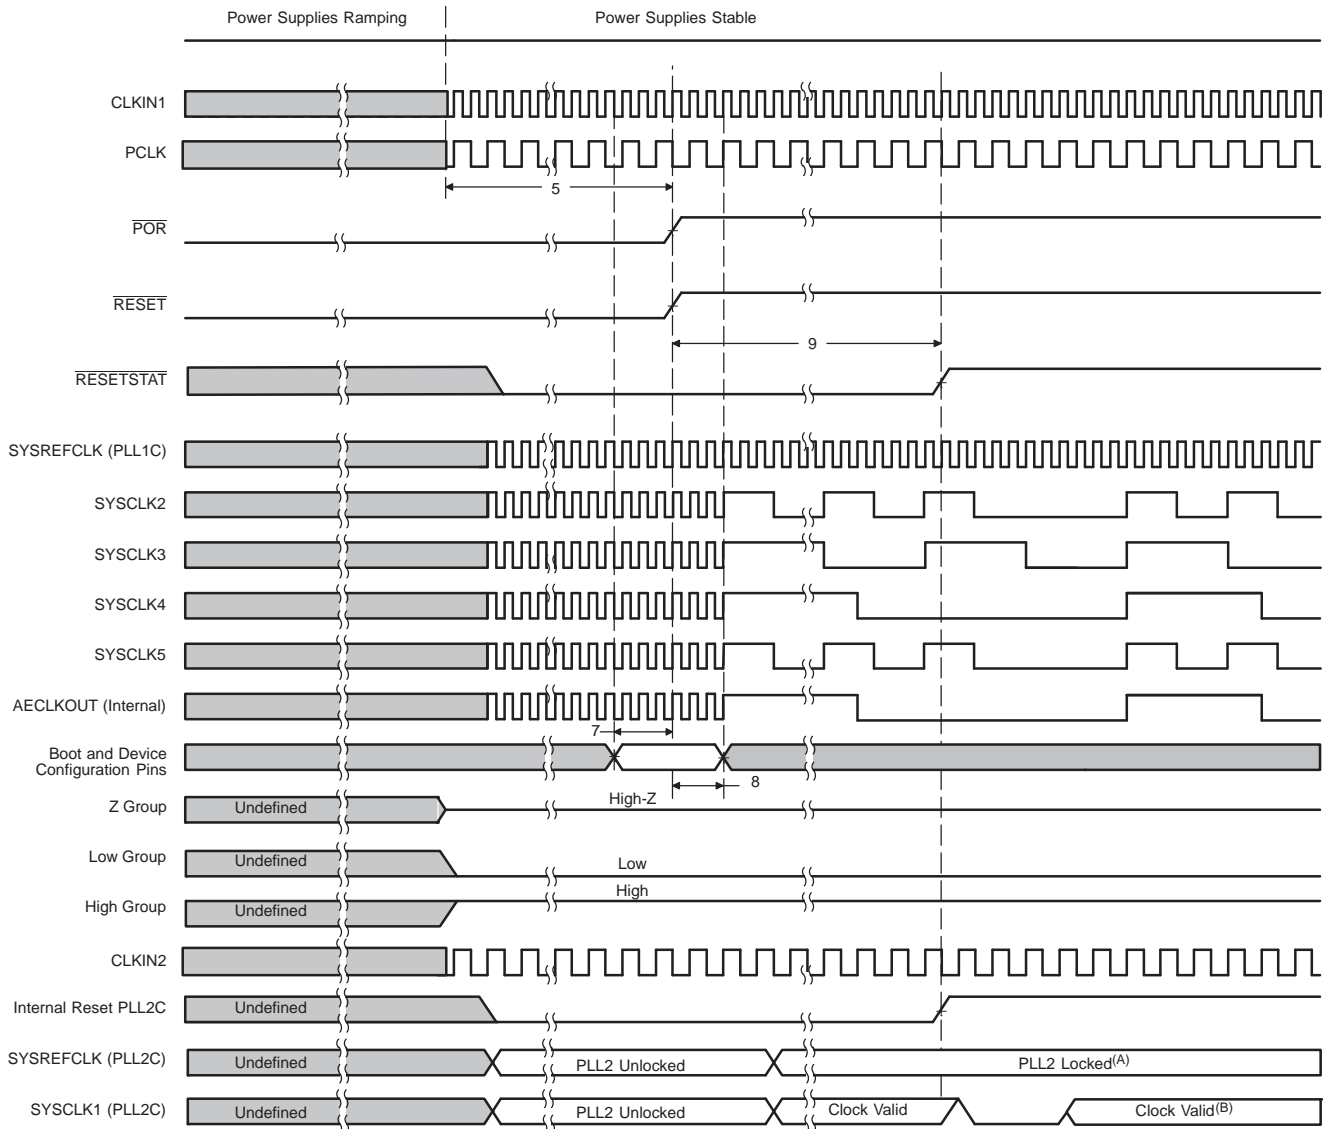 Power Supplies Ramping
Power Supplies Stable
CLKIN1
PCLK
5
POR
RESET
9
RESETSTAT
SYSREFCLK (PLL1C)
SYSCLK2
SYSCLK3
SYSCLK4
SYSCLK5
AECLKOUT (Internal)
7
Boot and Device
Configuration Pins
8
Z Group
Undefined
High-Z
Low Group
Undefined
Low
High Group
Undefined
High
CLKIN2
Internal Reset PLL2C
Undefined
SYSREFCLK (PLL2C)
Undefined
PLL2 Unlocked
PLL2 Locked(A)
SYSCLK1 (PLL2C)
Undefined
PLL2 Unlocked
Clock Valid
Clock Valid(B)